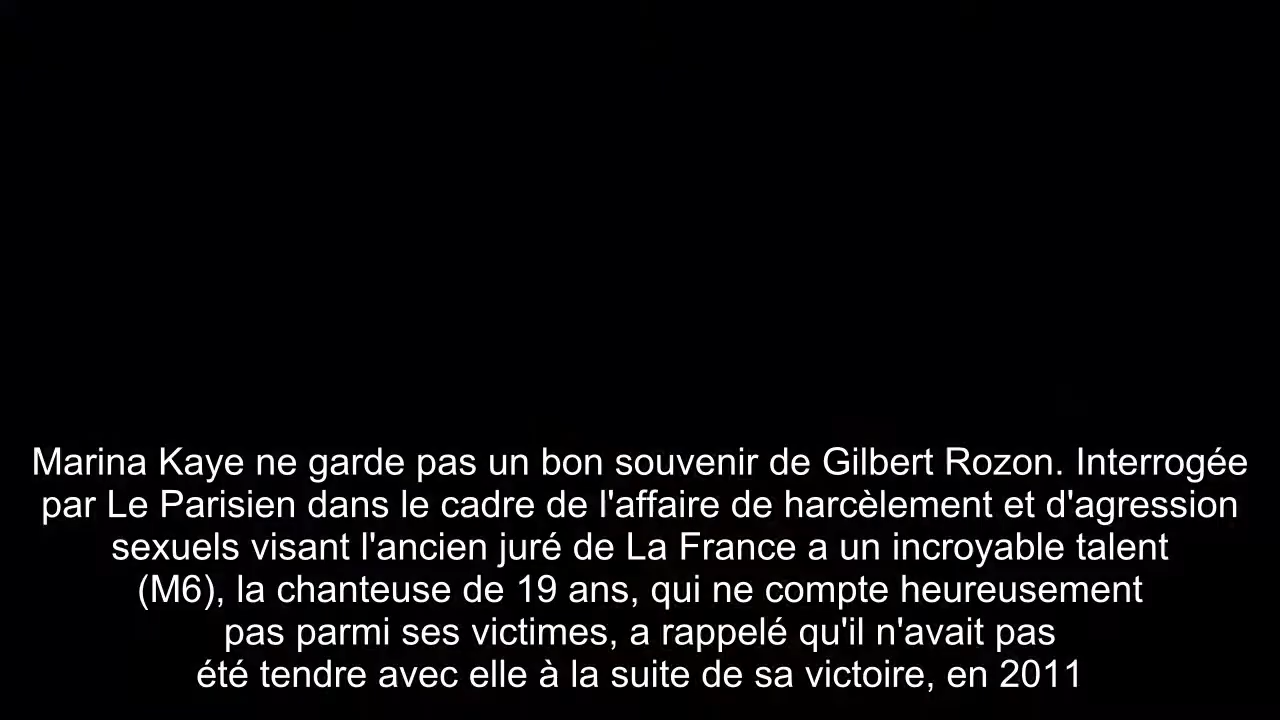 Marina Kaye ne garde pas un bon souvenir de Gilbert Rozon. Interrogée
par Le Parisien dans le cadre de l'affaire de harcèlement et d'agression
sexuels visant l'ancien juré de La France a un incroyable talent
(M6), la chanteuse de 19 ans, qui ne compte heureusement
pas parmi ses victimes, a rappelé qu'il n'avait pas
été tendre avec elle à la suite de sa victoire, en 2011